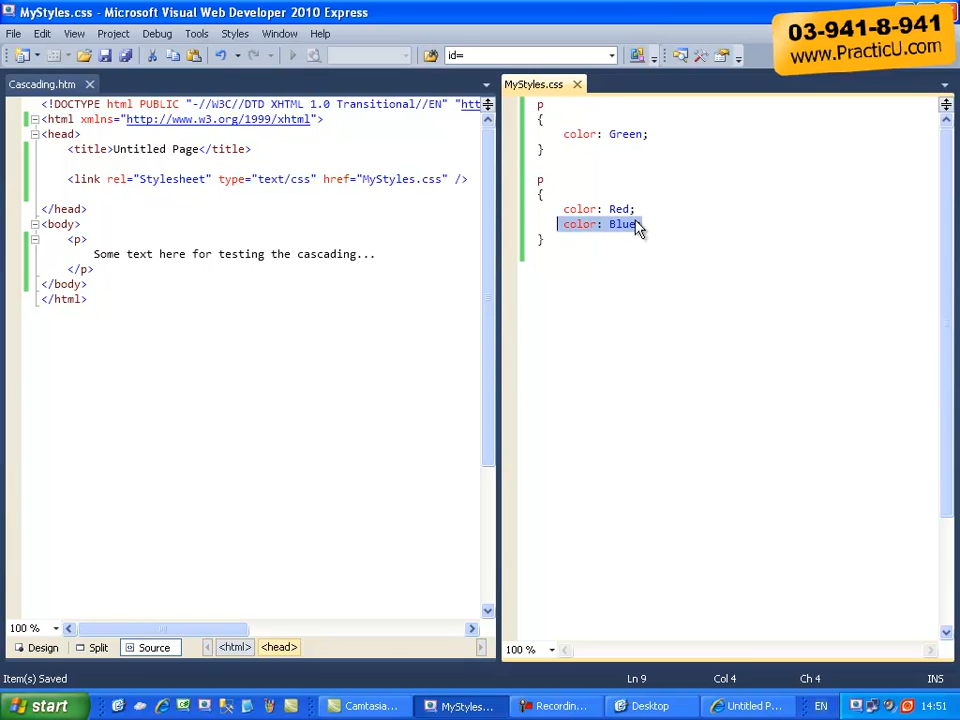 MyStyles.css - Microsoft Visual Web Developer 2010 Express
03-941-8-941
www.PracticU.com
File Edit View Project Debug Tools Styles Window Help
id=
Cascading.htm
<!DOCTYPE html PUBLIC "-//W3C//DTD XHTML 1.0 Transitional//EN" "htt
<html xmlns="http://www.w3.org/1999/xhtml">
<head>
<title>Untitled Page</title>
<link rel="Stylesheet" type="text/css" href="MyStyles.css" />
</head>
<body>
<p>
Some text here for testing the cascading...
</p>
</body>
</html>
100 %
Design Split Source <html> <head>
MyStyles.css
p
{
color: Green;
}
p
{
color: Red;
color: Blue
}
100 %
Item(s) Saved Ln 9 Col 4 Ch 4 INS
start Camtasia... MyStyles... Recordin... Desktop Untitled P... EN 14:51